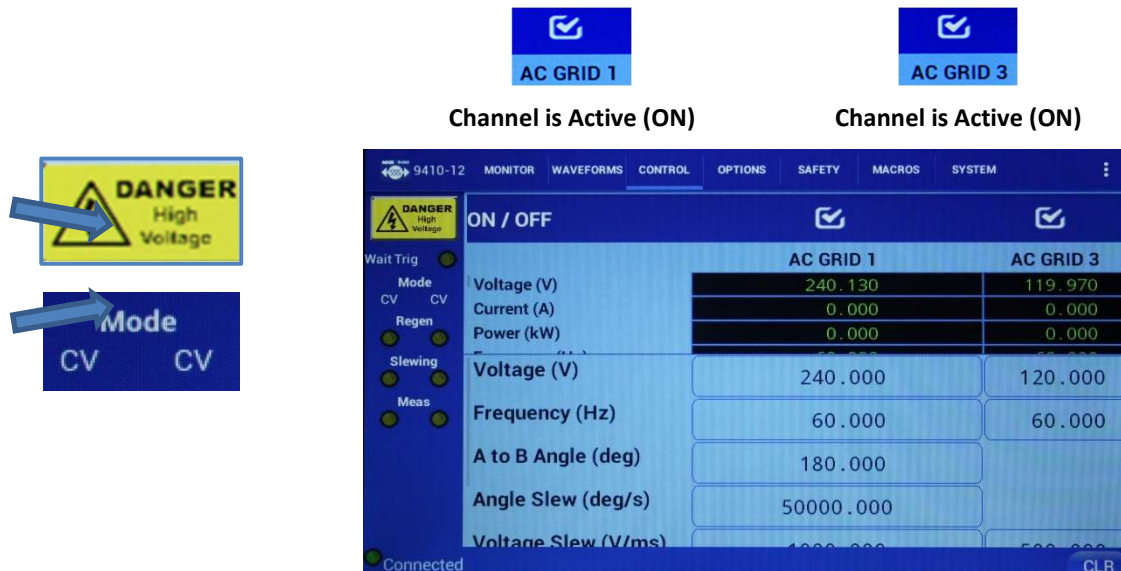 AC GRID 1
AC GRID 3
Channel is Active (ON)
Channel is Active (ON)
DANGER
High
Voltage
Mode
CV CV
9410-12 MONITOR WAVEFORMS CONTROL OPTIONS SAFETY MACROS SYSTEM
DANGER
High
Voltage
ON / OFF
AC GRID 1 AC GRID 3
Wait Trig
Mode
CV CV
Regen
Slewing
Meas
Voltage (V) 240.130 119.970
Current (A) 0.000 0.000
Power (kW) 0.000 0.000
Voltage (V) 240.000 120.000
Frequency (Hz) 60.000 60.000
A to B Angle (deg) 180.000
Angle Slew (deg/s) 50000.000
Voltage Slew (V/ms)
Connected
CLR